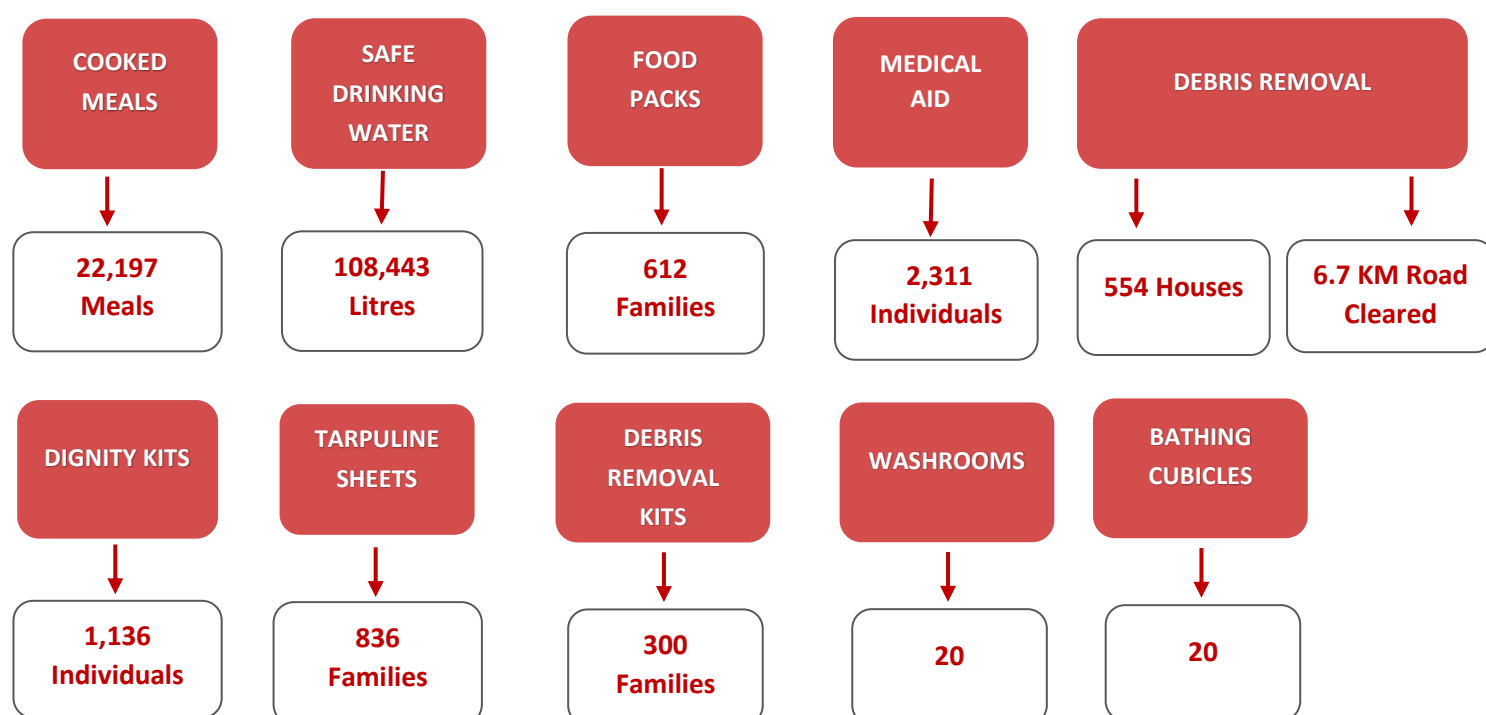 COOKED
MEALS
SAFE
DRINKING
WATER
FOOD
PACKS
MEDICAL
AID
DEBRIS REMOVAL
22,197
Meals
108,443
Litres
612
Families
2,311
Individuals
554 Houses
6.7 KM Road
Cleared
DIGNITY KITS
TARPULINE
SHEETS
DEBRIS
REMOVAL
KITS
WASHROOMS
BATHING
CUBICLES
1,136
Individuals
836
Families
300
Families
20
20